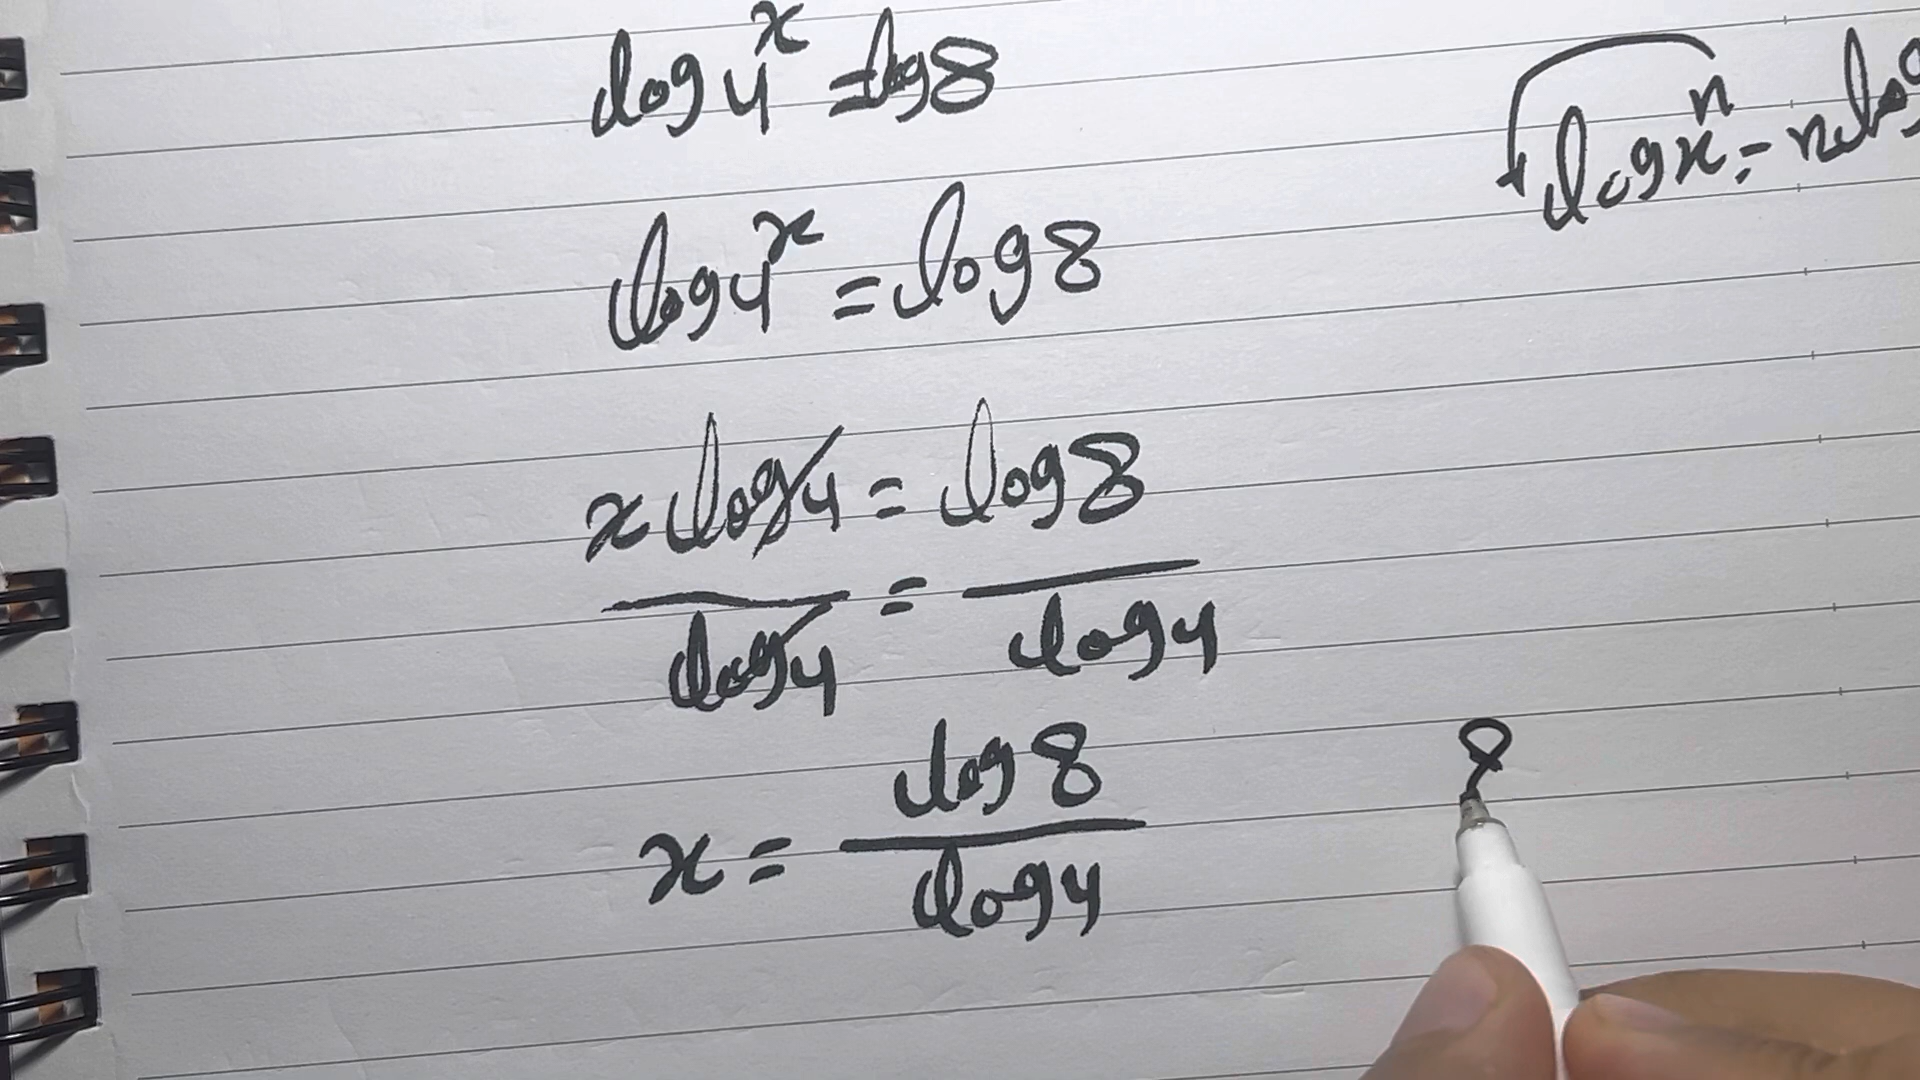 log 4^x = log 8
log x^n = n log
log 4^x = log 8
x log 4 = log 8
log 4 = log 4
log 8
x =
log 4
8